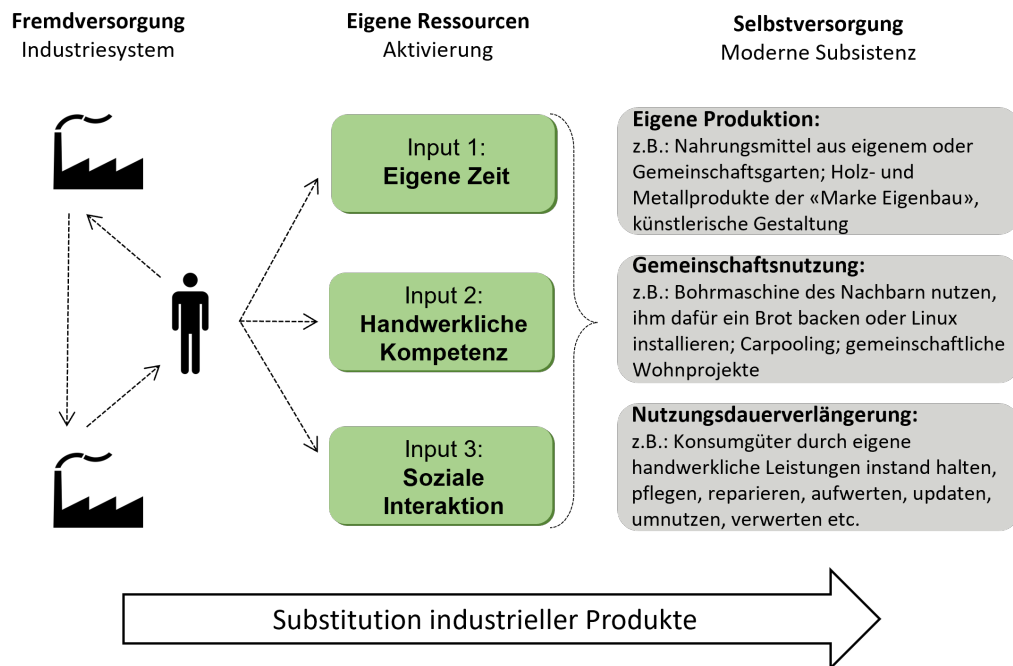 Fremdversorgung
Industriesystem
Eigene Ressourcen
Aktivierung
Selbstversorgung
Moderne Subsistenz
Input 1:
Eigene Zeit
Input 2:
Handwerkliche
Kompetenz
Input 3:
Soziale
Interaktion
Eigene Produktion:
z.B.: Nahrungsmittel aus eigenem oder
Gemeinschaftsgarten; Holz- und
Metallprodukte der «Marke Eigenbau»,
künstlerische Gestaltung
Gemeinschaftsnutzung:
z.B.: Bohrmaschine des Nachbarn nutzen,
ihm dafür ein Brot backen oder Linux
installieren; Carpooling; gemeinschaftliche
Wohnprojekte
Nutzungsdauerverlängerung:
z.B.: Konsumgüter durch eigene
handwerkliche Leistungen instand halten,
pflegen, reparieren, aufwerten, updaten,
umnutzen, verwerten etc.
Substitution industrieller Produkte